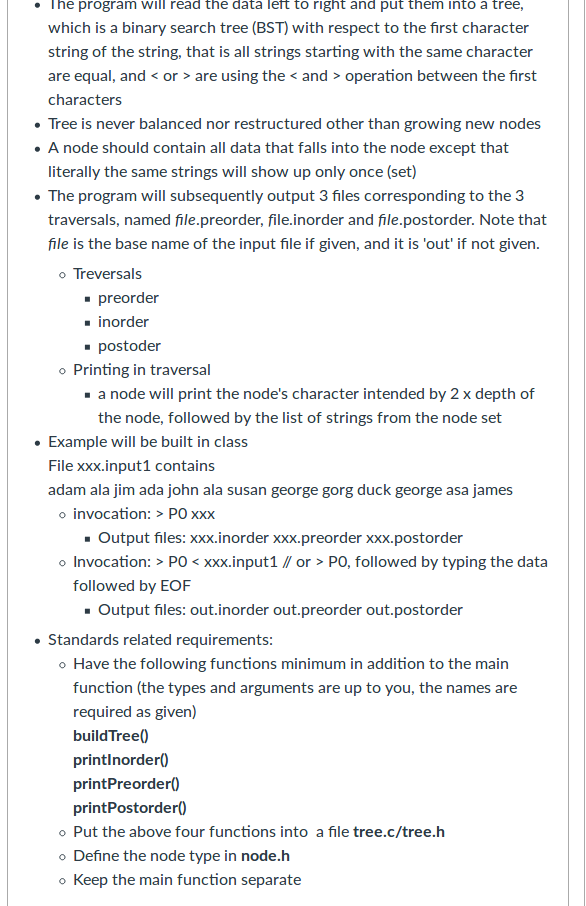 • The program will read the data left to right and put them into a tree,
which is a binary search tree (BST) with respect to the first character
string of the string, that is all strings starting with the same character
are equal, and < or > are using the < and > operation between the first
characters
• Tree is never balanced nor restructured other than growing new nodes
• A node should contain all data that falls into the node except that
literally the same strings will show up only once (set)
• The program will subsequently output 3 files corresponding to the 3
traversals, named file.preorder, file.inorder and file.postorder. Note that
file is the base name of the input file if given, and it is 'out' if not given.
◦ Treversals
▪ preorder
▪ inorder
▪ postoder
◦ Printing in traversal
▪ a node will print the node's character intended by 2 x depth of
the node, followed by the list of strings from the node set
• Example will be built in class
File xxx.input1 contains
adam ala jim ada john ala susan george gorg duck george asa james
◦ invocation: > P0 xxx
▪ Output files: xxx.inorder xxx.preorder xxx.postorder
◦ Invocation: > P0 < xxx.input1 // or > P0, followed by typing the data
followed by EOF
▪ Output files: out.inorder out.preorder out.postorder
• Standards related requirements:
◦ Have the following functions minimum in addition to the main
function (the types and arguments are up to you, the names are
required as given)
buildTree()
printInorder()
printPreorder()
printPostorder()
◦ Put the above four functions into a file tree.c/tree.h
◦ Define the node type in node.h
◦ Keep the main function separate